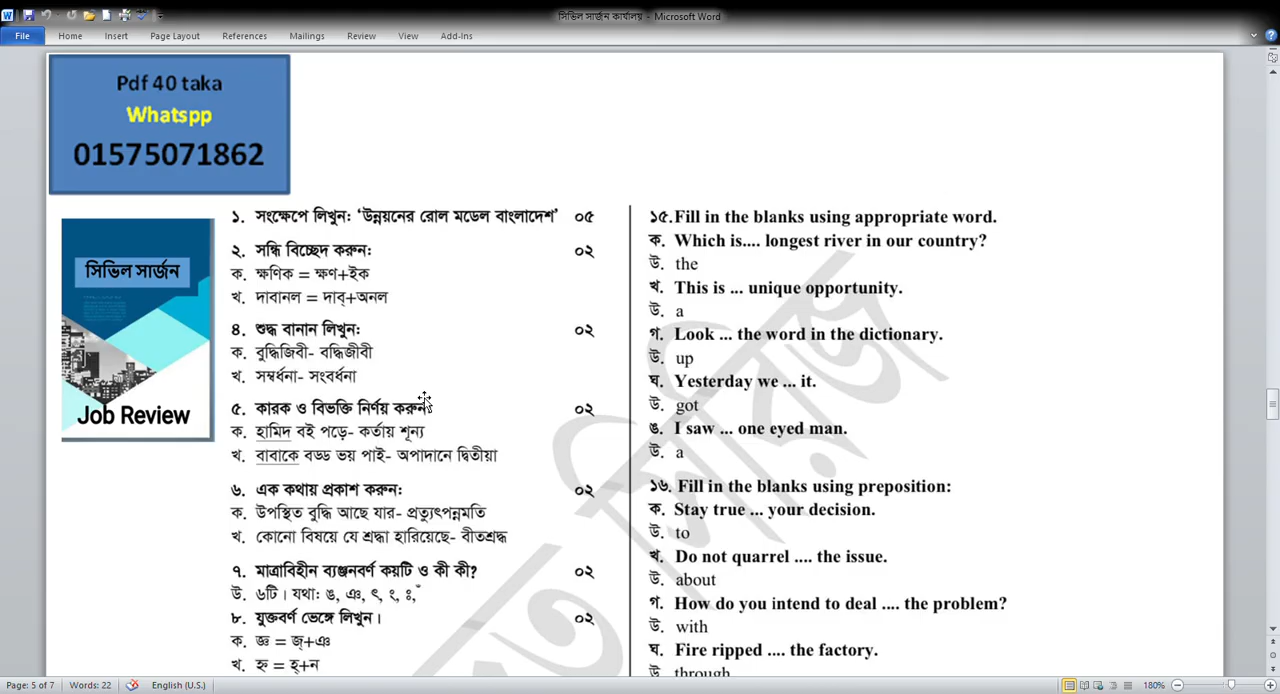 সিভিল সার্জন কার্যালয় - Microsoft Word
File Home Insert Page Layout References Mailings Review View Add-Ins
Pdf 40 taka
Whatspp
01575071862
সিভিল সার্জন
Job Review
১. সংক্ষেপে লিখুন: ‘উন্নয়নের রোল মডেল বাংলাদেশ’ ০৫
২. সন্ধি বিচ্ছেদ করুন: ০২
ক. ক্ষণিক = ক্ষণ+ইক
খ. দাবানল = দাব্+অনল
৪. শুদ্ধ বানান লিখুন: ০২
ক. বুদ্ধিজিবী- বদ্ধিজীবী
খ. সম্বর্ধনা- সংবর্ধনা
৫. কারক ও বিভক্তি নির্ণয় করুন: ০২
ক. হামিদ বই পড়ে- কর্তায় শূন্য
খ. বাবাকে বড্ড ভয় পাই- অপাদানে দ্বিতীয়া
৬. এক কথায় প্রকাশ করুন: ০২
ক. উপস্থিত বুদ্ধি আছে যার- প্রত্যুৎপন্নমতি
খ. কোনো বিষয়ে যে শ্রদ্ধা হারিয়েছে- বীতশ্রদ্ধ
৭. মাত্রাবিহীন ব্যঞ্জনবর্ণ কয়টি ও কী কী? ০২
উ. ৬টি। যথা: ঙ, ঞ, ৎ, ং, ঃ, ঁ
৮. যুক্তবর্ণ ভেঙ্গে লিখুন। ০২
ক. জ্ঞ = জ্+ঞ
খ. হ্ন = হ্+ন
১৫. Fill in the blanks using appropriate word.
ক. Which is.... longest river in our country?
উ. the
খ. This is ... unique opportunity.
উ. a
গ. Look ... the word in the dictionary.
উ. up
ঘ. Yesterday we ... it.
উ. got
ঙ. I saw ... one eyed man.
উ. a
১৬. Fill in the blanks using preposition:
ক. Stay true ... your decision.
উ. to
খ. Do not quarrel .... the issue.
উ. about
গ. How do you intend to deal .... the problem?
উ. with
ঘ. Fire ripped .... the factory.
উ. through
Page: 5 of 7 Words: 22 English (U.S.) 180%